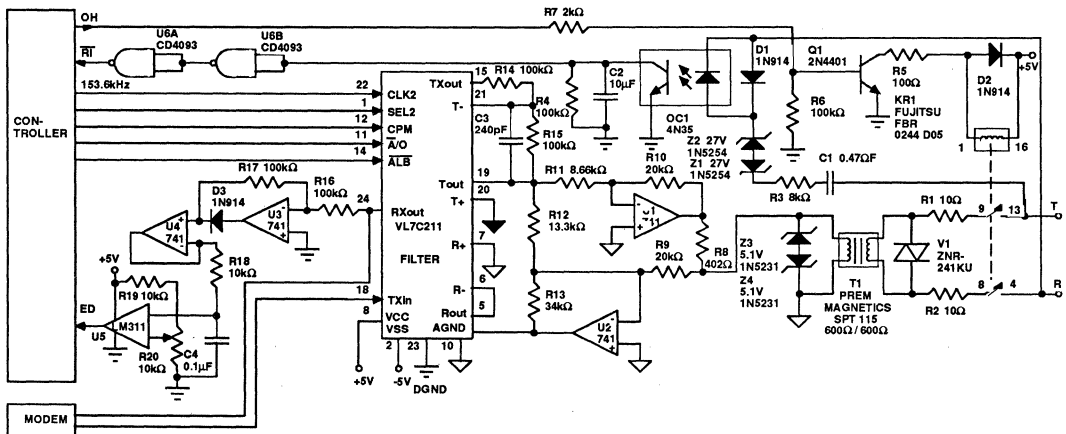 OH
R7 2kΩ
U6A
CD4093
U6B
CD4093
RI
153.6kHz
CON-
TROLLER
22
1
12
11
14
CLK2
SEL2
CPM
A/O
ALB
TXout
15
R14 100kΩ
21
T-
C3
240pF
R4
100kΩ
R15
100kΩ
C2
10µF
OC1
4N35
D1
1N914
Q1
2N4401
R5
100Ω
R6
100kΩ
KR1
FUJITSU
FBR
0244 D05
D2
1N914
+5V
1
16
Z2 27V
1N5254
Z1 27V
1N5254
C1 0.47ΩF
R3 8kΩ
R17 100kΩ
R16
100kΩ
24
D3
1N914
U4
741
U3
741
R18
10kΩ
RXout
VL7C211
FILTER
Tout
19
20
T+
7
R+
6
R-
5
Rout
AGND
R11 8.66kΩ
R10
20kΩ
R12
13.3kΩ
R9
20kΩ
R8
402Ω
R13
34kΩ
U2
741
Z3
5.1V
1N5231
Z4
5.1V
1N5231
T1
PREM
MAGNETICS
SPT 115
600Ω / 600Ω
R1 10Ω
9
13
T
V1
ZNR-
241KU
8
4
R
R2 10Ω
+5V
R19 10kΩ
ED
LM311
U5
R20
10kΩ
C4
0.1µF
18
TXin
8
VCC
VSS
2
23
10
+5V
-5V
DGND
MODEM